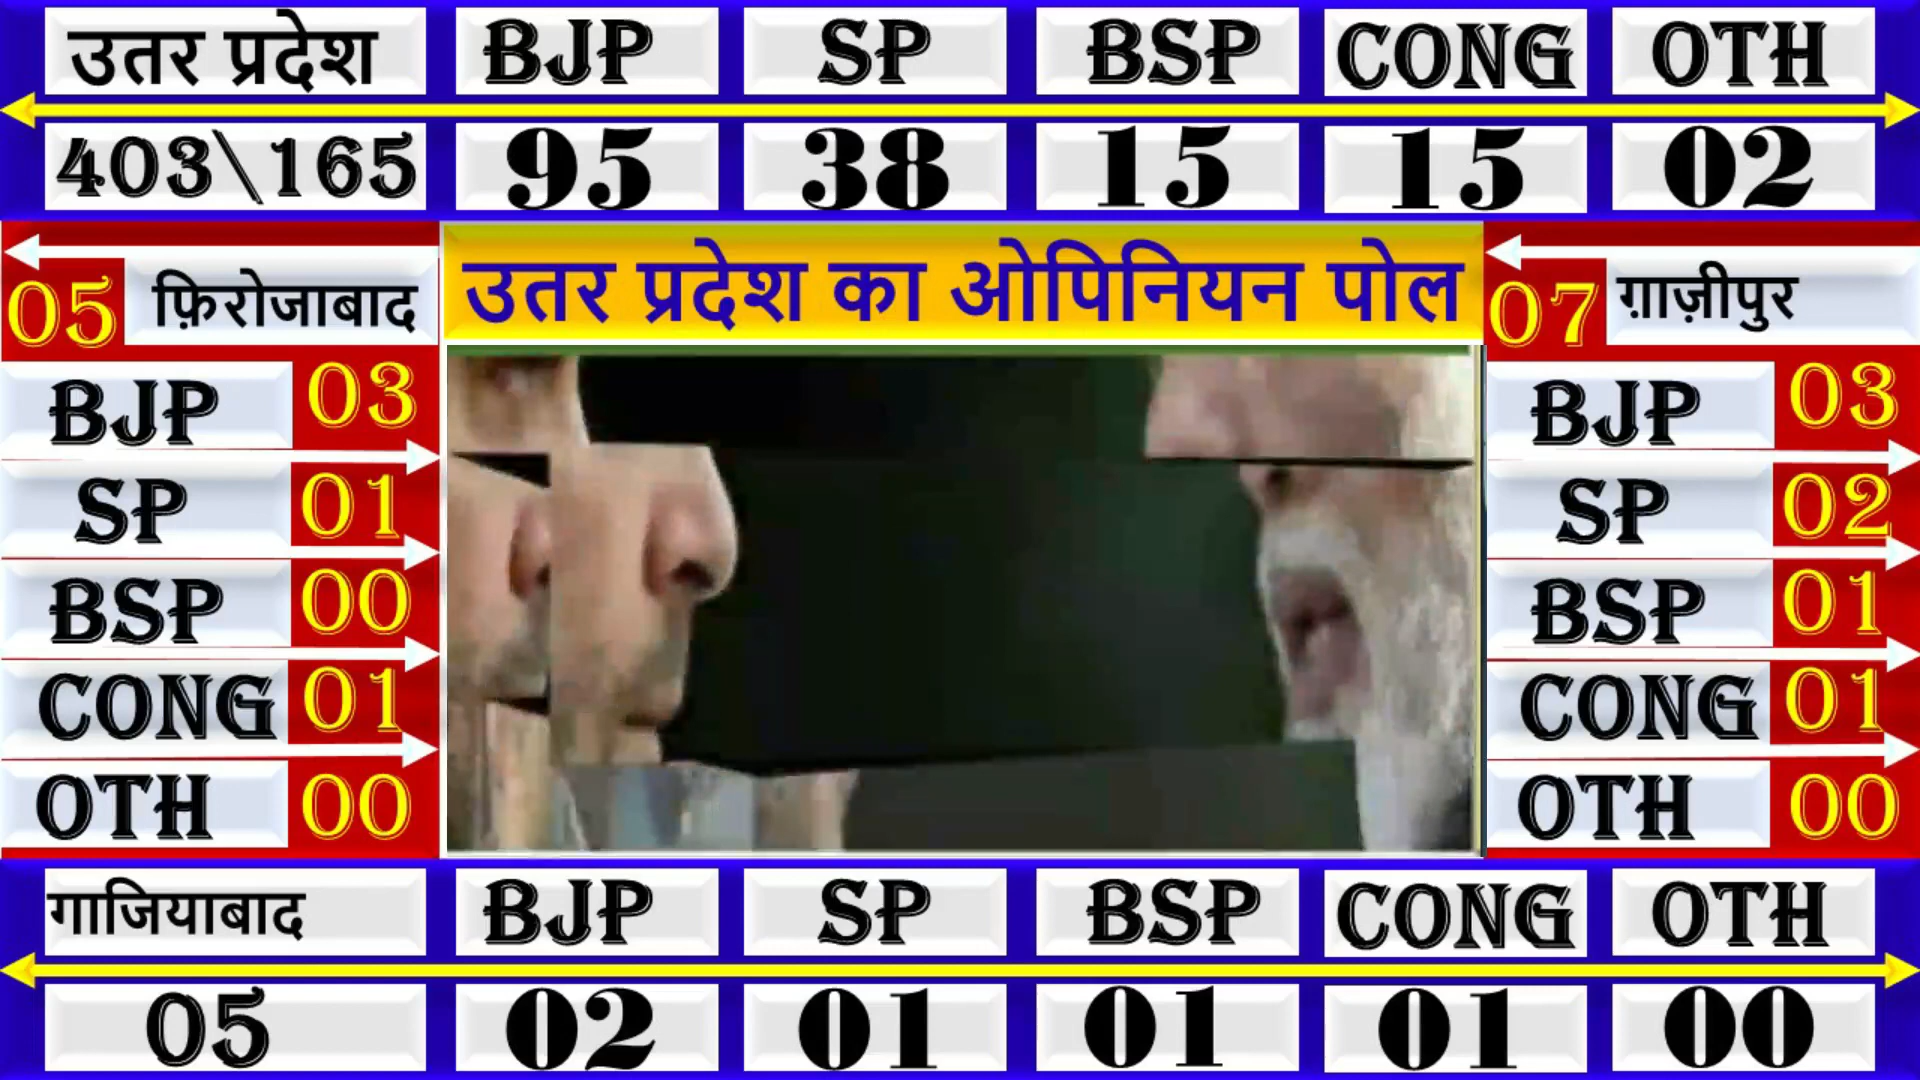 उतर प्रदेश BJP SP BSP CONG OTH
403\165 95 38 15 15 02
उतर प्रदेश का ओपिनियन पोल
05 फ़िरोजाबाद
BJP 03
SP 01
BSP 00
CONG 01
OTH 00
07 ग़ाज़ीपुर
BJP 03
SP 02
BSP 01
CONG 01
OTH 00
गाजियाबाद BJP SP BSP CONG OTH
05 02 01 01 01 00